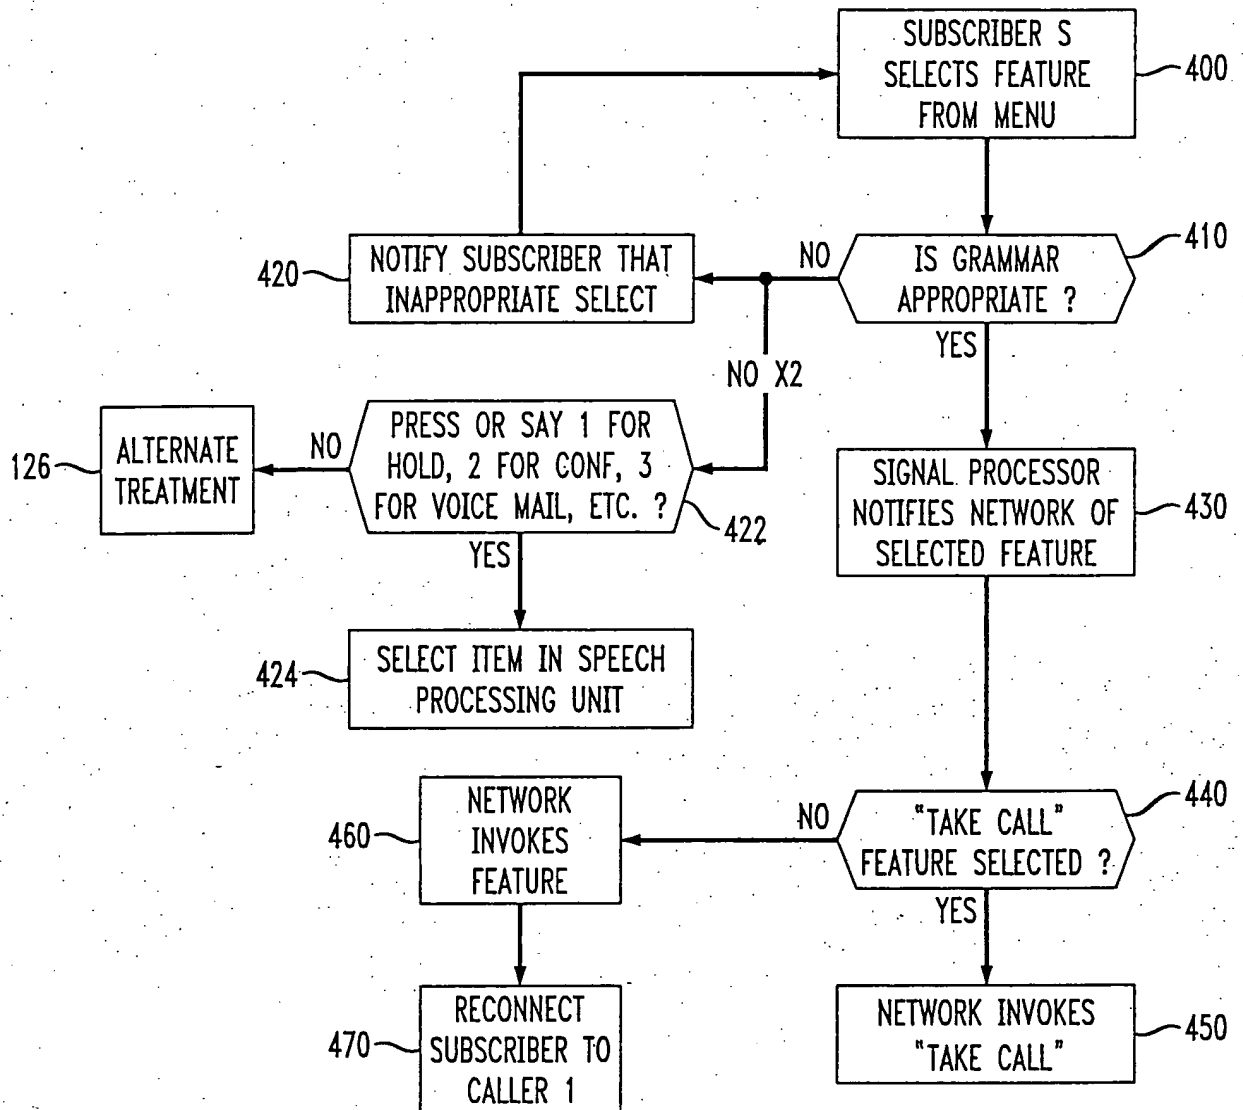 SUBSCRIBER S
SELECTS FEATURE
FROM MENU
400
IS GRAMMAR
APPROPRIATE ?
410
NO
YES
NOTIFY SUBSCRIBER THAT
INAPPROPRIATE SELECT
420
NO X2
PRESS OR SAY 1 FOR
HOLD, 2 FOR CONF, 3
FOR VOICE MAIL, ETC. ?
422
NO
YES
ALTERNATE
TREATMENT
126
SIGNAL PROCESSOR
NOTIFIES NETWORK OF
SELECTED FEATURE
430
SELECT ITEM IN SPEECH
PROCESSING UNIT
424
"TAKE CALL"
FEATURE SELECTED ?
440
NO
YES
NETWORK
INVOKES
FEATURE
460
RECONNECT
SUBSCRIBER TO
CALLER 1
470
NETWORK INVOKES
"TAKE CALL"
450